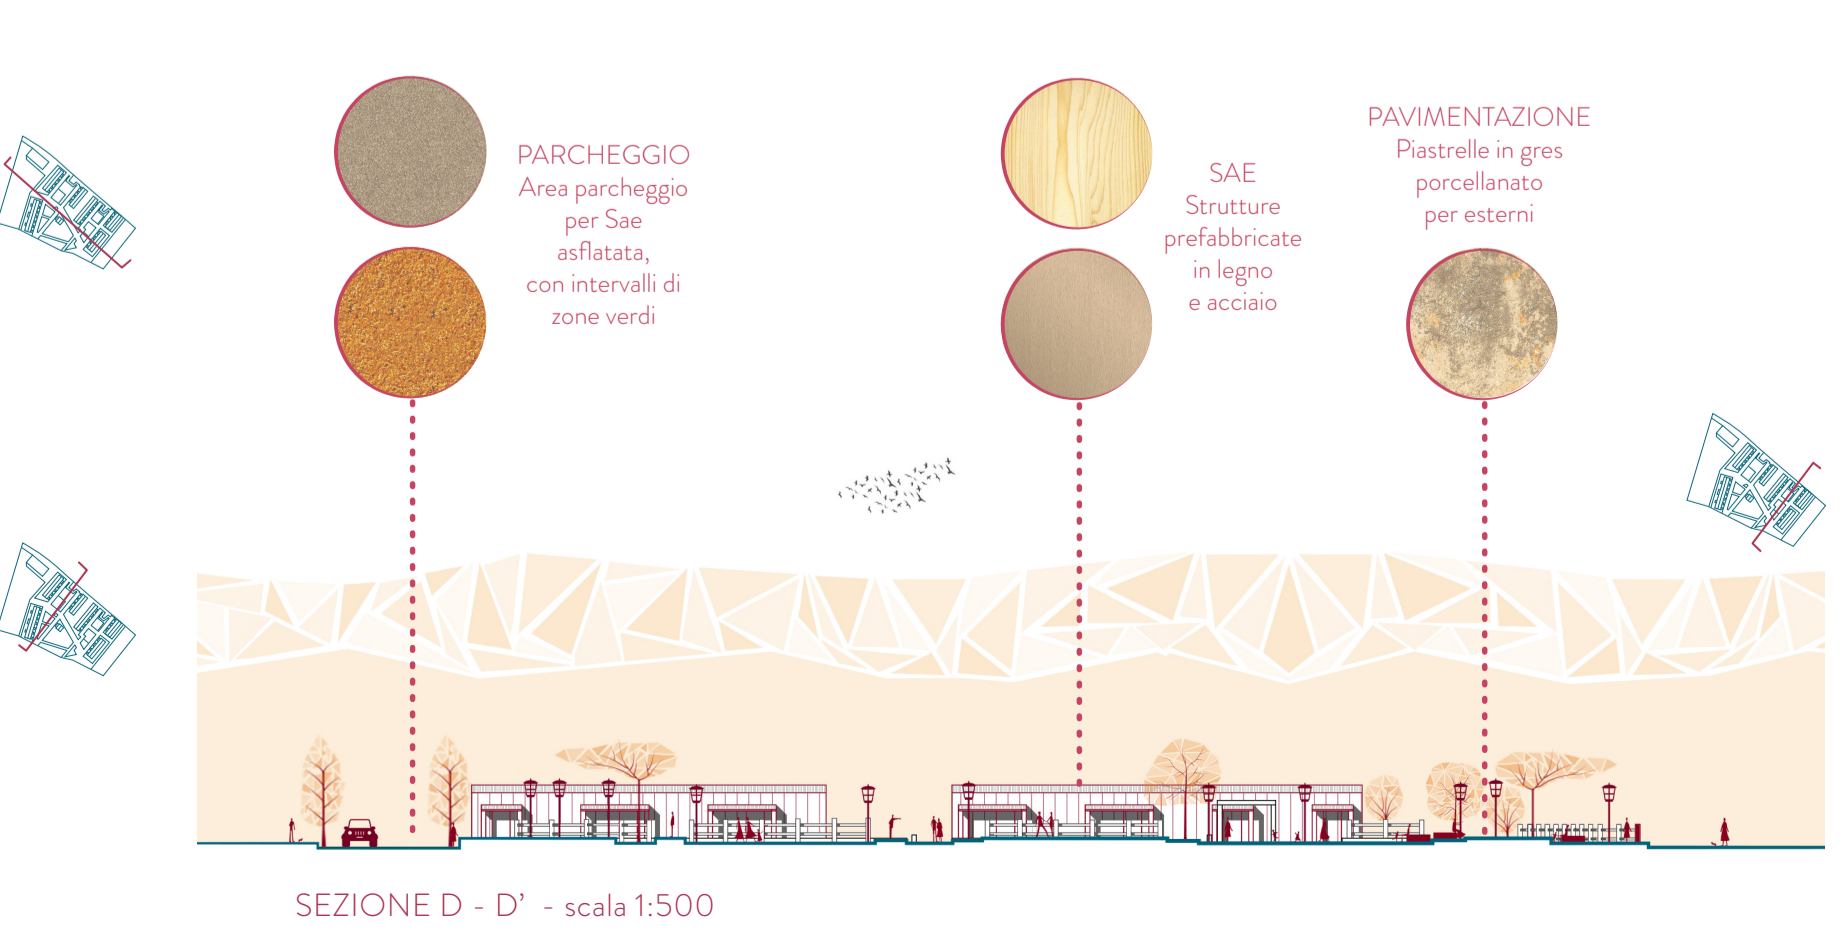 PARCHEGGIO
Area parcheggio
per Sae
asflatata,
con intervalli di
zone verdi
SAE
Strutture
prefabbricate
in legno
e acciaio
PAVIMENTAZIONE
Piastrelle in gres
porcellanato
per esterni
SEZIONE D - D’ - scala 1:500